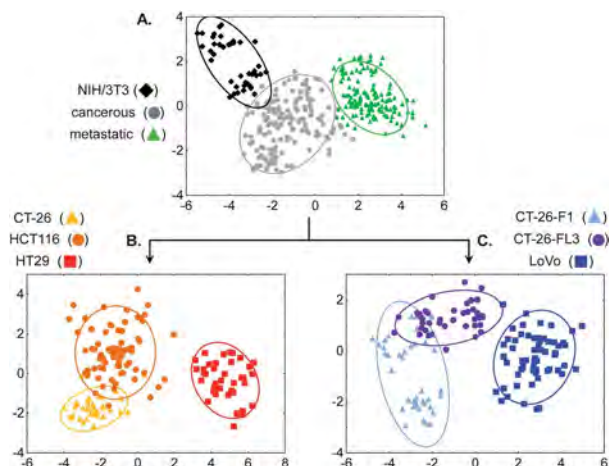 A.
4
2
0
-2
-4
-6 -4 -2 0 2 4 6
NIH/3T3 (◆)
cancerous (●)
metastatic (▲)
CT-26 (▲)
HCT116 (●)
HT29 (■)
B.
6
4
2
0
-2
-4
-4 -2 0 2 4 6 8
CT-26-F1 (▲)
CT-26-FL3 (●)
LoVo (■)
C.
4
2
0
-2
-4
-6 -4 -2 0 2 4 6